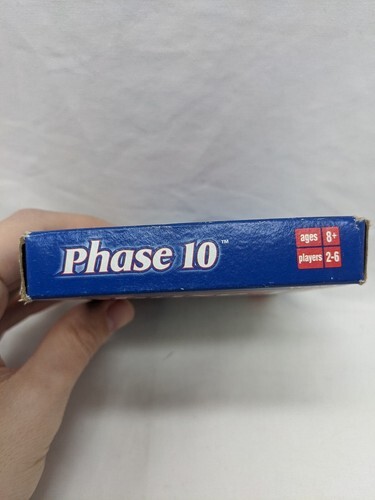 Phase 10™
ages 8+
players 2-6